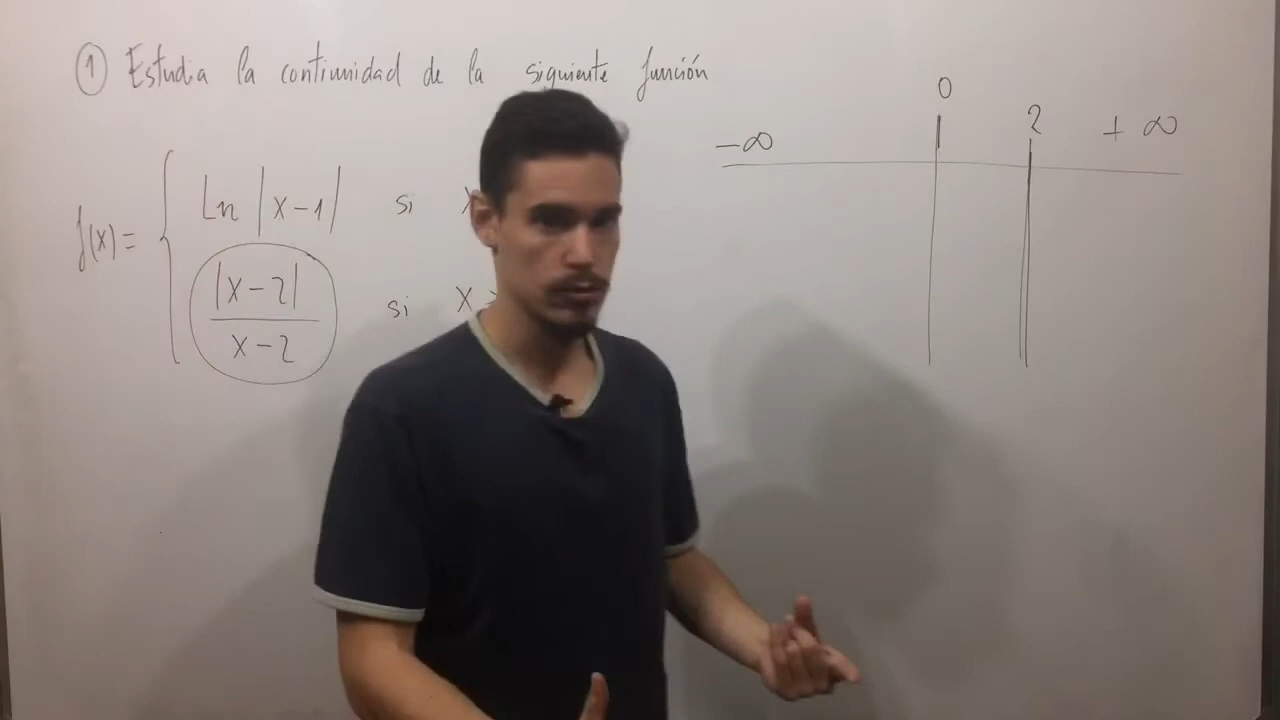 ① Estudia la continuidad de la siguiente función
0
2
-∞ + ∞
f(x)= { Ln |x-1| si x
|x-2| / x-2 si x